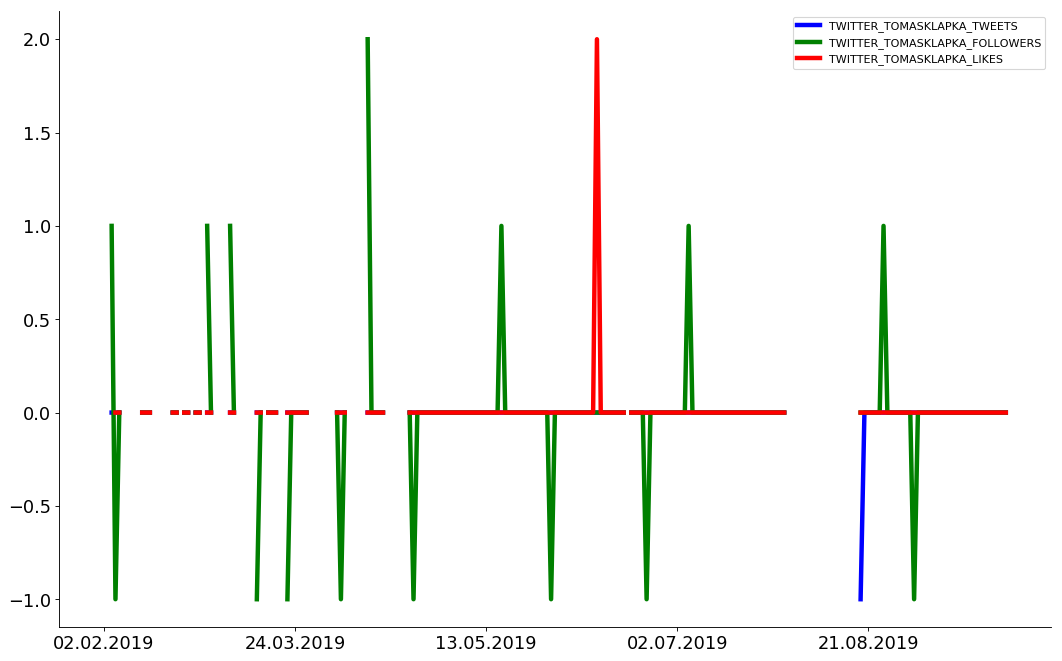 TWITTER_TOMASKLAPKA_TWEETS
TWITTER_TOMASKLAPKA_FOLLOWERS
TWITTER_TOMASKLAPKA_LIKES
2.0
1.5
1.0
0.5
0.0
−0.5
−1.0
02.02.2019 24.03.2019 13.05.2019 02.07.2019 21.08.2019